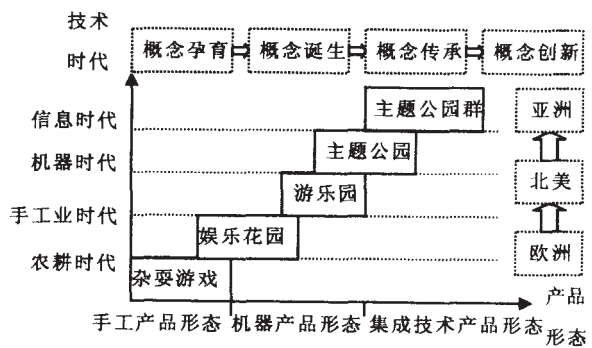 技术
时代
概念孕育 概念诞生 概念传承 概念创新
信息时代 主题公园群 亚洲
机器时代 主题公园
北美
手工业时代 游乐园
娱乐花园 欧洲
农耕时代
杂耍游戏
产品
手工产品形态 机器产品形态 集成技术产品形态
形态